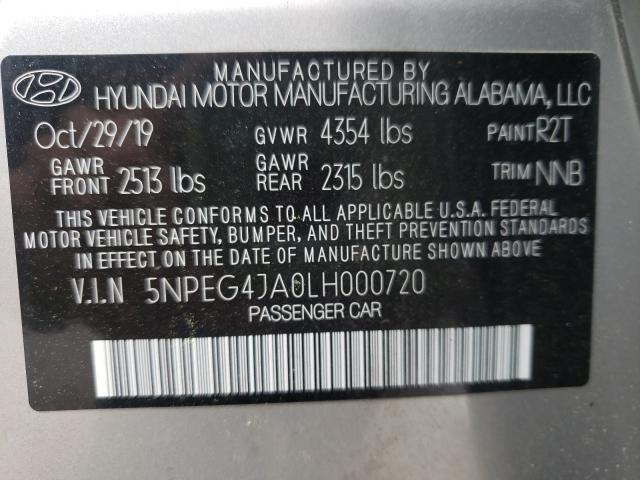 MANUFACTURED BY
HYUNDAI MOTOR MANUFACTURING ALABAMA, LLC
Oct/29/19 GVWR 4354 lbs PAINT R2T
GAWR FRONT 2513 lbs GAWR REAR 2315 lbs TRIM NNB
THIS VEHICLE CONFORMS TO ALL APPLICABLE U.S.A. FEDERAL
MOTOR VEHICLE SAFETY, BUMPER, AND THEFT PREVENTION STANDARDS
IN EFFECT ON THE DATE OF MANUFACTURE SHOWN ABOVE.
V.I.N 5NPEG4JA0LH000720
PASSENGER CAR